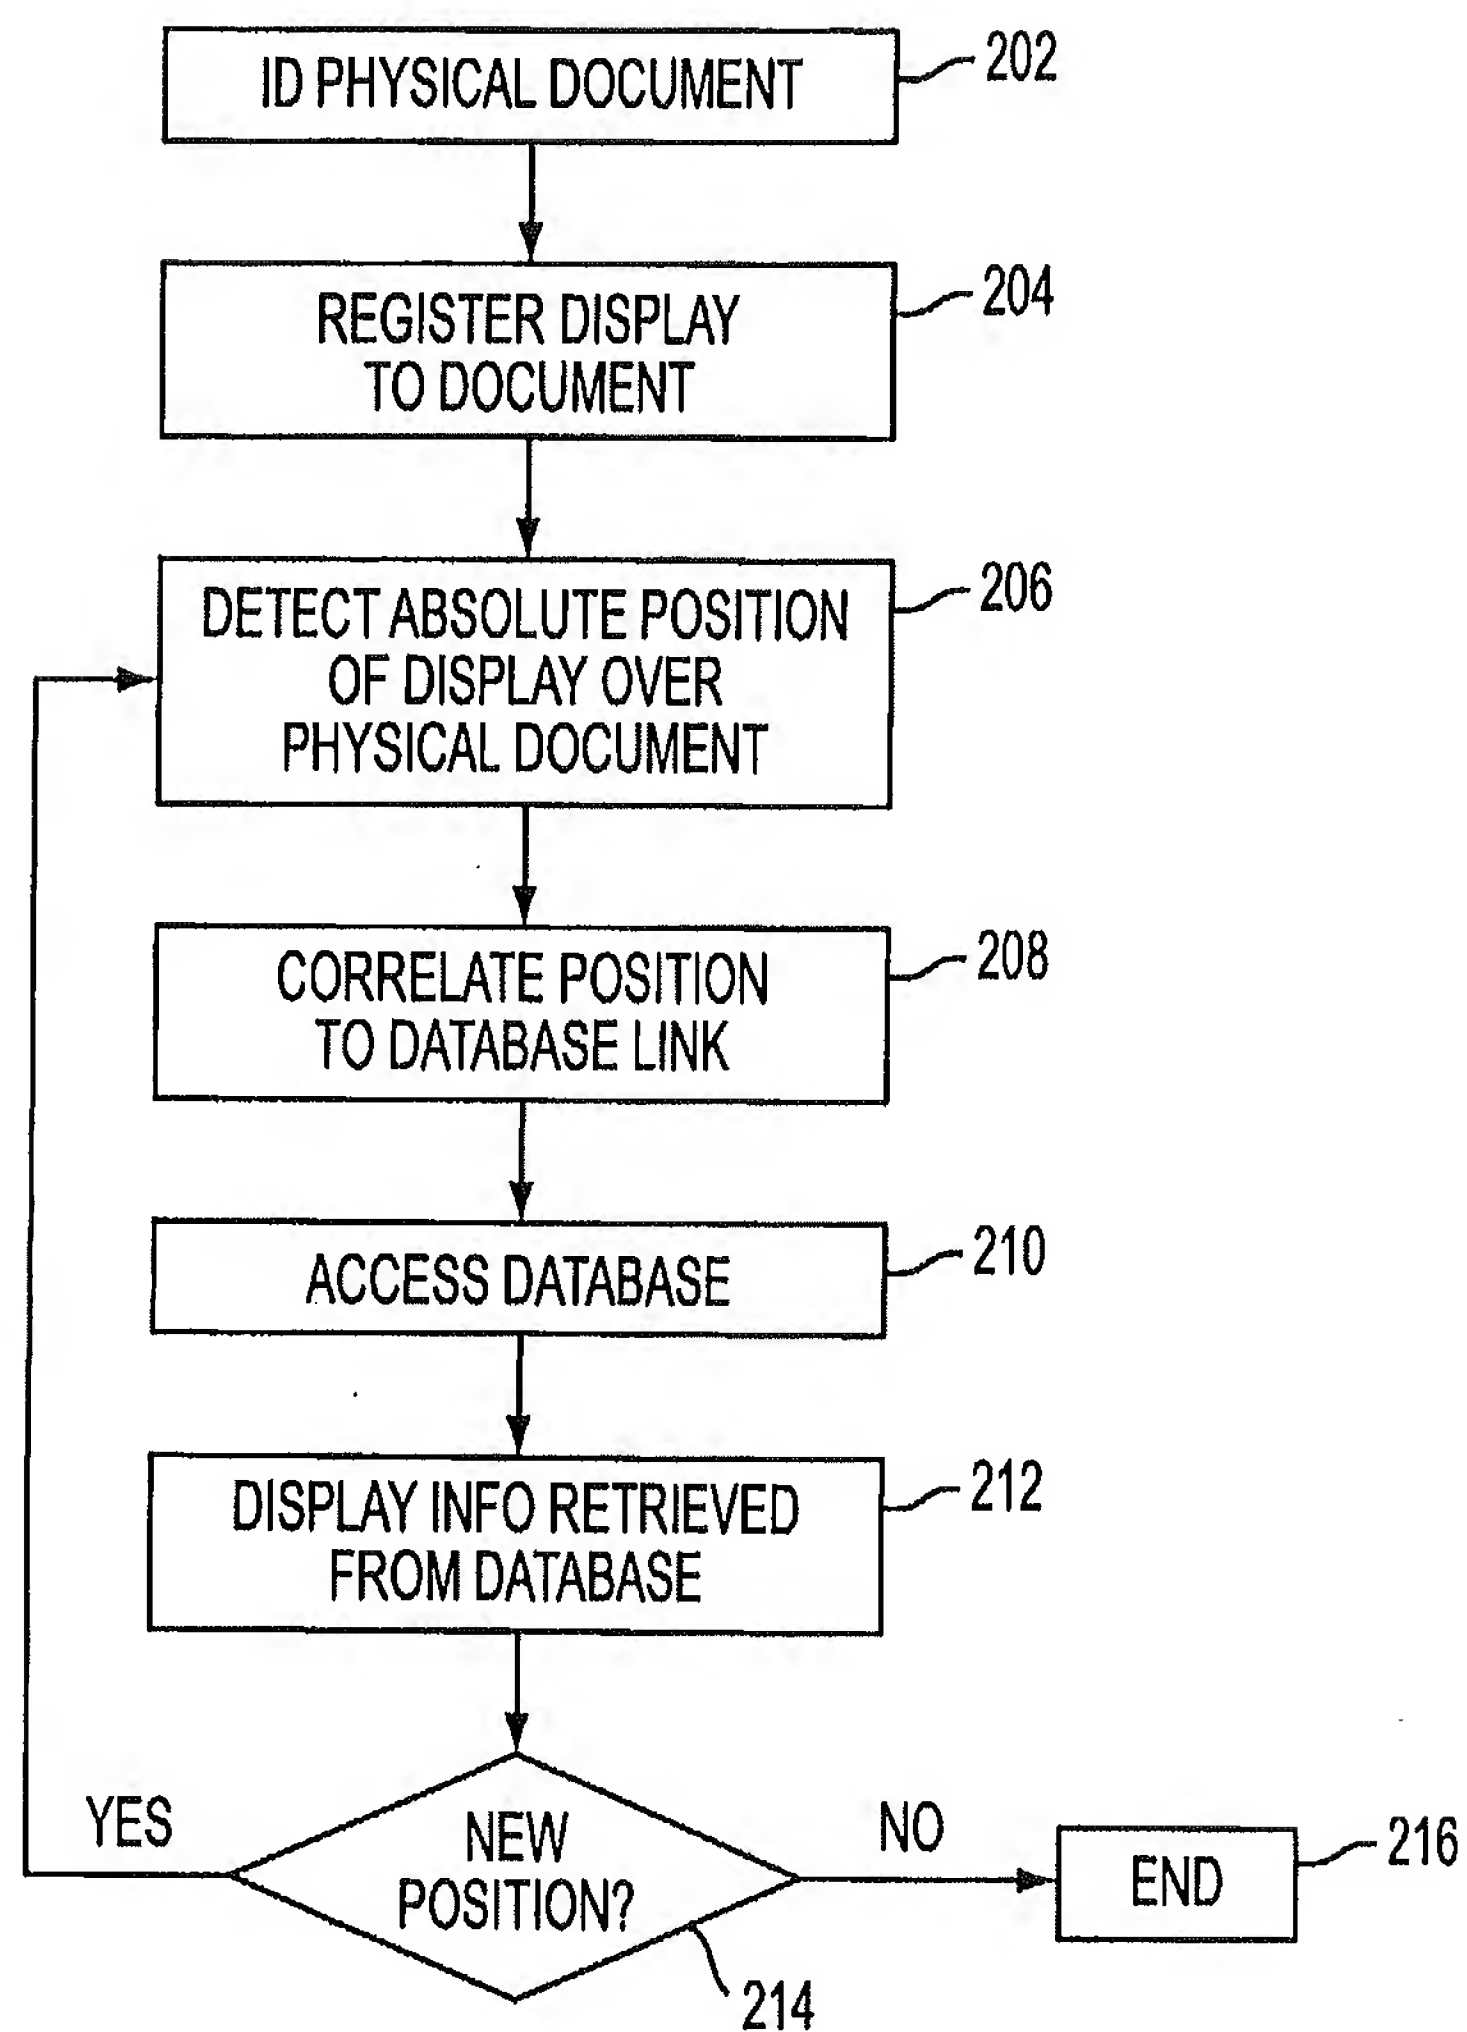 ID PHYSICAL DOCUMENT
202
REGISTER DISPLAY
TO DOCUMENT
204
DETECT ABSOLUTE POSITION
OF DISPLAY OVER
PHYSICAL DOCUMENT
206
CORRELATE POSITION
TO DATABASE LINK
208
ACCESS DATABASE
210
DISPLAY INFO RETRIEVED
FROM DATABASE
212
YES
NEW
POSITION?
NO
END
216
214